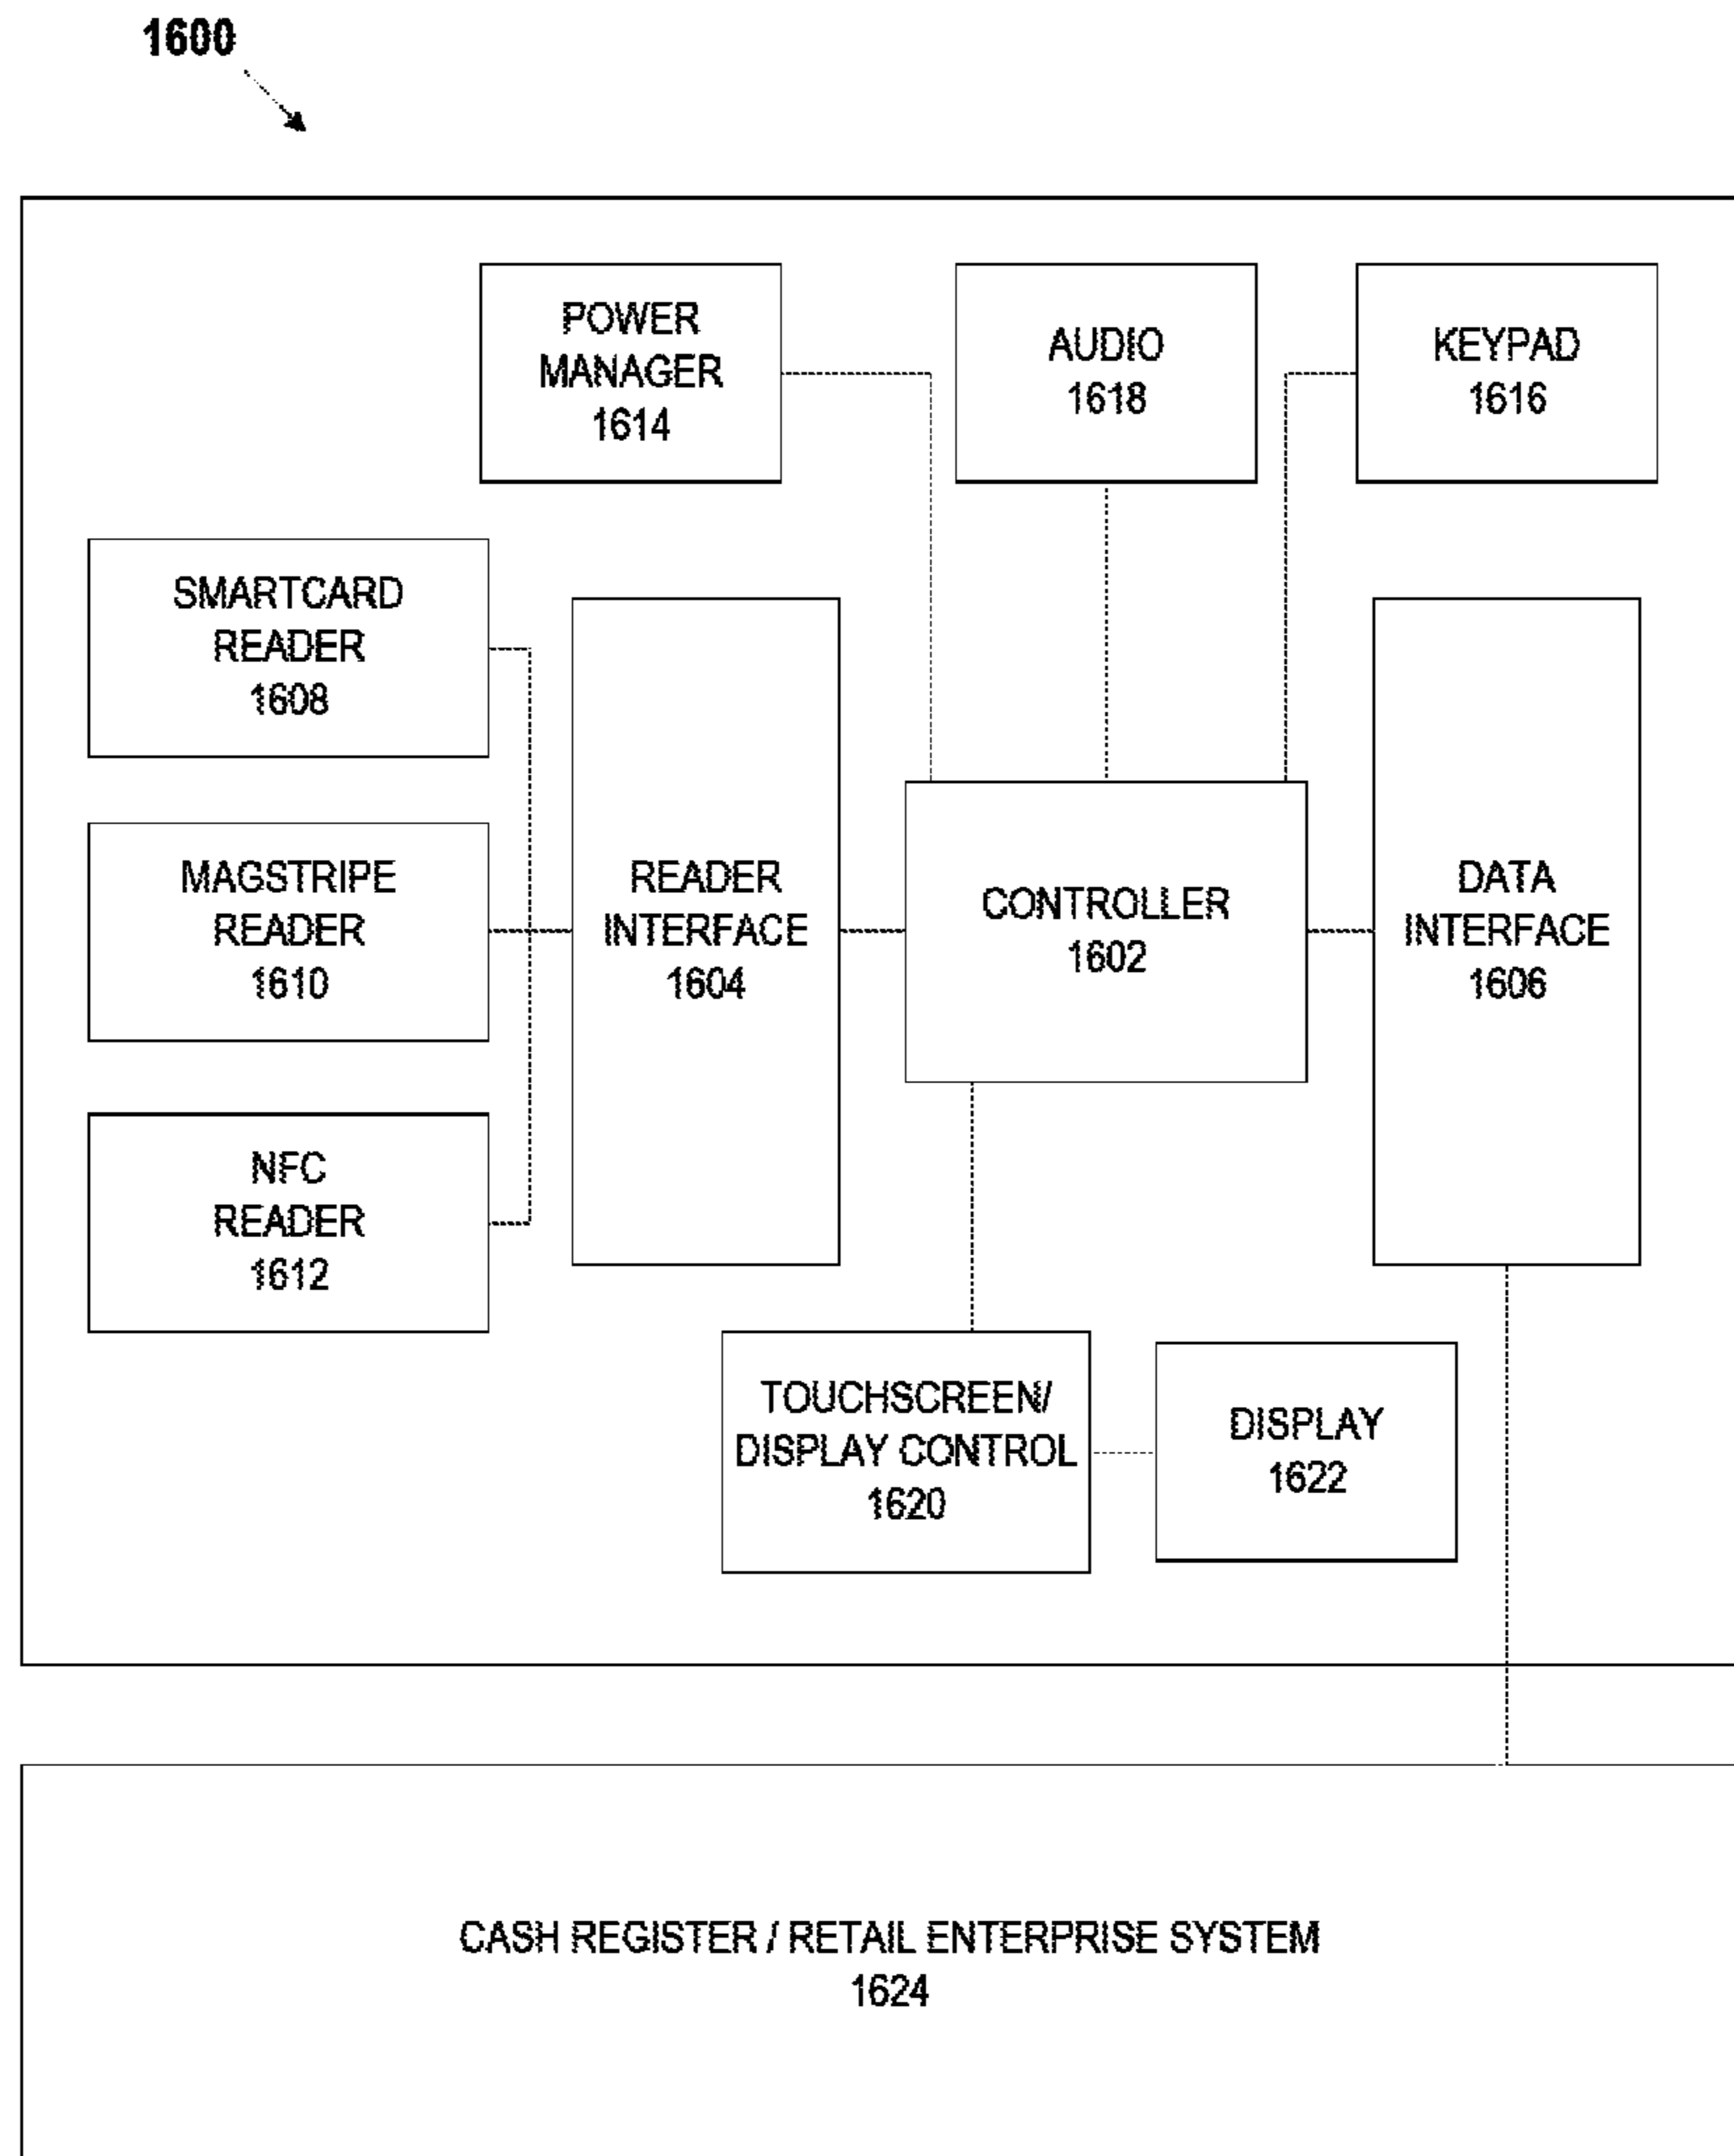 1600
POWER
MANAGER
1614
AUDIO
1618
KEYPAD
1616
SMARTCARD
READER
1608
MAGSTRIPE
READER
1610
NFC
READER
1612
READER
INTERFACE
1604
CONTROLLER
1602
DATA
INTERFACE
1606
TOUCHSCREEN/
DISPLAY CONTROL
1620
DISPLAY
1622
CASH REGISTER / RETAIL ENTERPRISE SYSTEM
1624